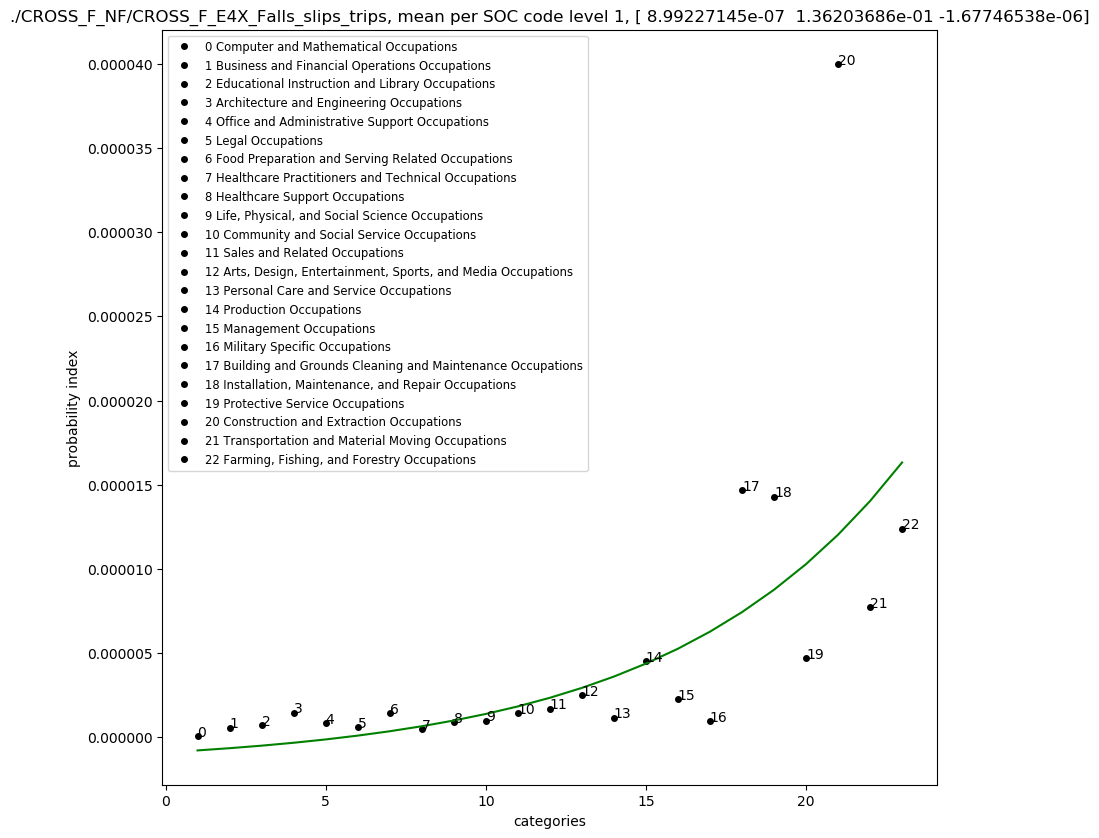 ./CROSS_F_NF/CROSS_F_E4X_Falls_slips_trips, mean per SOC code level 1, [ 8.99227145e-07  1.36203686e-01 -1.67746538e-06]
0 Computer and Mathematical Occupations
1 Business and Financial Operations Occupations
2 Educational Instruction and Library Occupations
3 Architecture and Engineering Occupations
4 Office and Administrative Support Occupations
5 Legal Occupations
6 Food Preparation and Serving Related Occupations
7 Healthcare Practitioners and Technical Occupations
8 Healthcare Support Occupations
9 Life, Physical, and Social Science Occupations
10 Community and Social Service Occupations
11 Sales and Related Occupations
12 Arts, Design, Entertainment, Sports, and Media Occupations
13 Personal Care and Service Occupations
14 Production Occupations
15 Management Occupations
16 Military Specific Occupations
17 Building and Grounds Cleaning and Maintenance Occupations
18 Installation, Maintenance, and Repair Occupations
19 Protective Service Occupations
20 Construction and Extraction Occupations
21 Transportation and Material Moving Occupations
22 Farming, Fishing, and Forestry Occupations
probability index
0.000040
0.000035
0.000030
0.000025
0.000020
0.000015
0.000010
0.000005
0.000000
0
1
2
3
4
5
6
7
8
9
10
11
12
13
14
15
16
17
18
19
20
21
22
0
5
10
15
20
categories